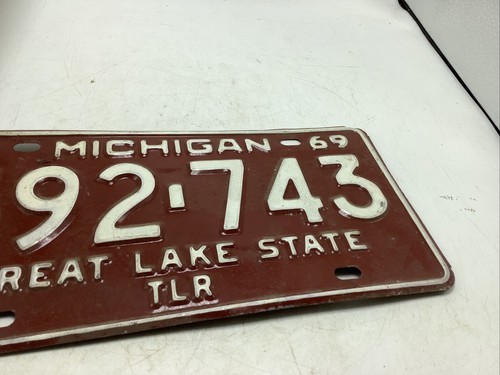 MICHIGAN 69
92-743
REAT LAKE STATE
TLR